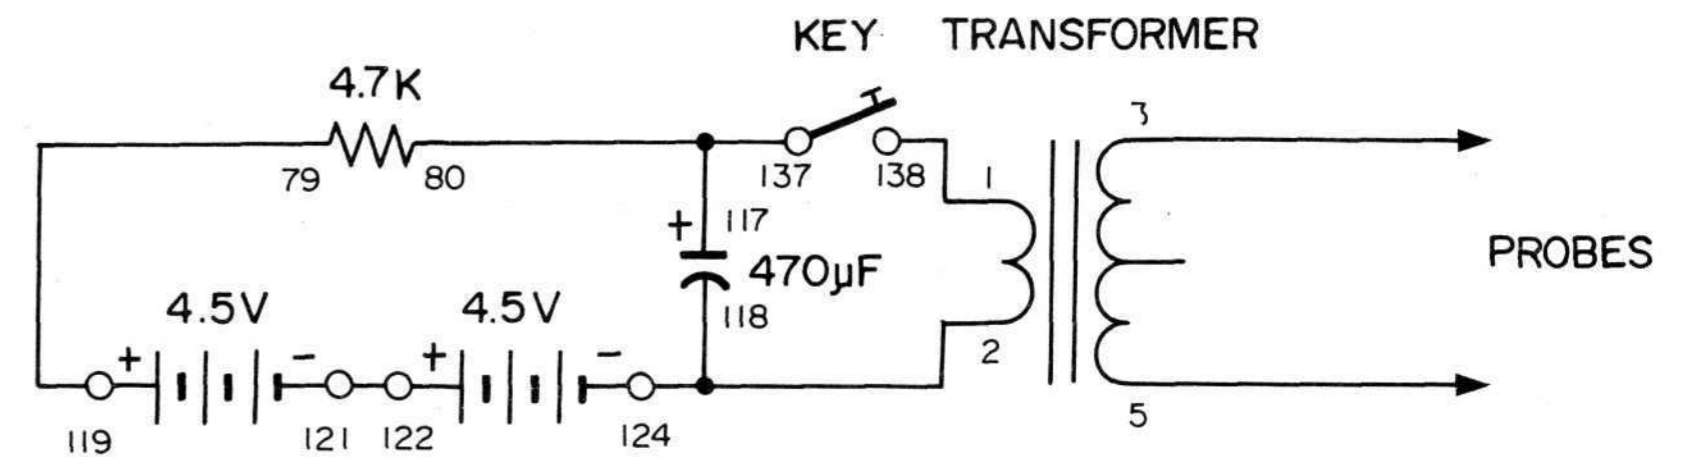 KEY TRANSFORMER
4.7K
3
79 80 137 138 1
+ 117
470µF
118
PROBES
4.5V 4.5V
+ - + -
2
119 121 122 124 5